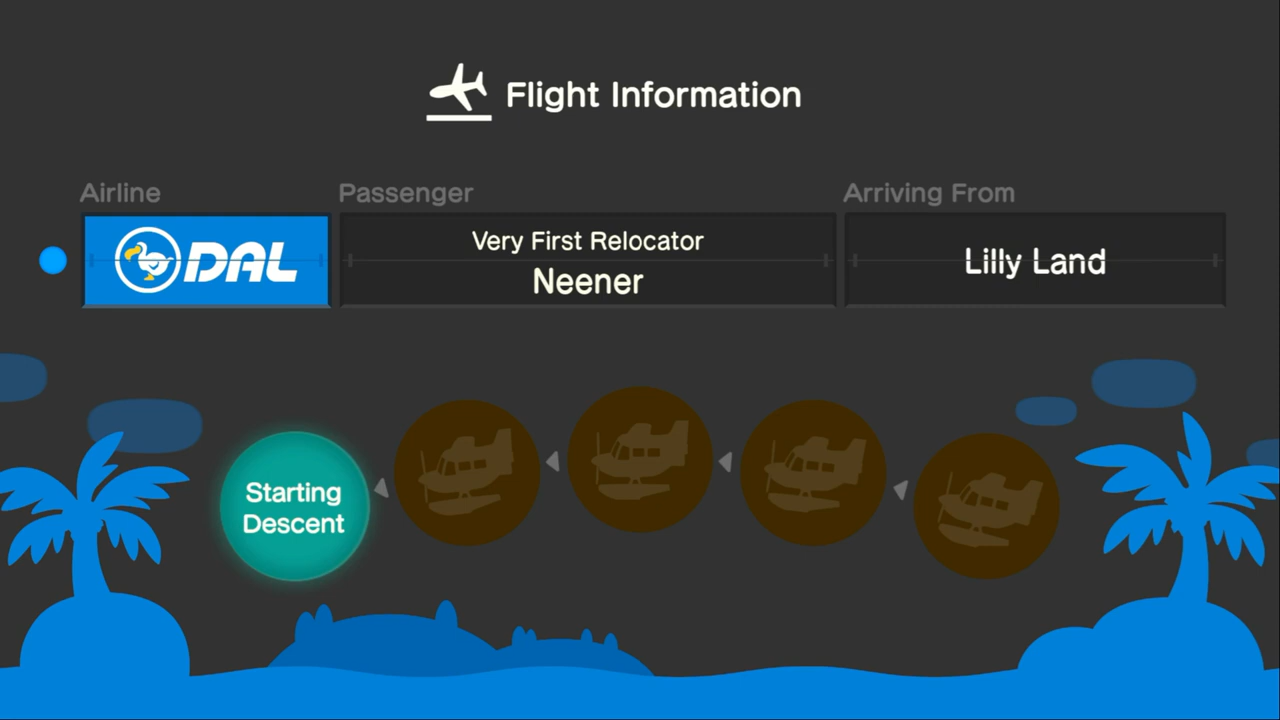 Flight Information
Airline
Passenger
Arriving From
DAL
Very First Relocator
Neener
Lilly Land
Starting
Descent